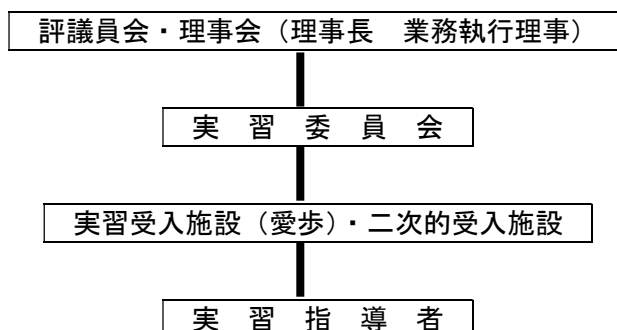 評議員会・理事会（理事長　業務執行理事）
実　習　委　員　会
実習受入施設（愛歩）・二次的受入施設
実　習　指　導　者